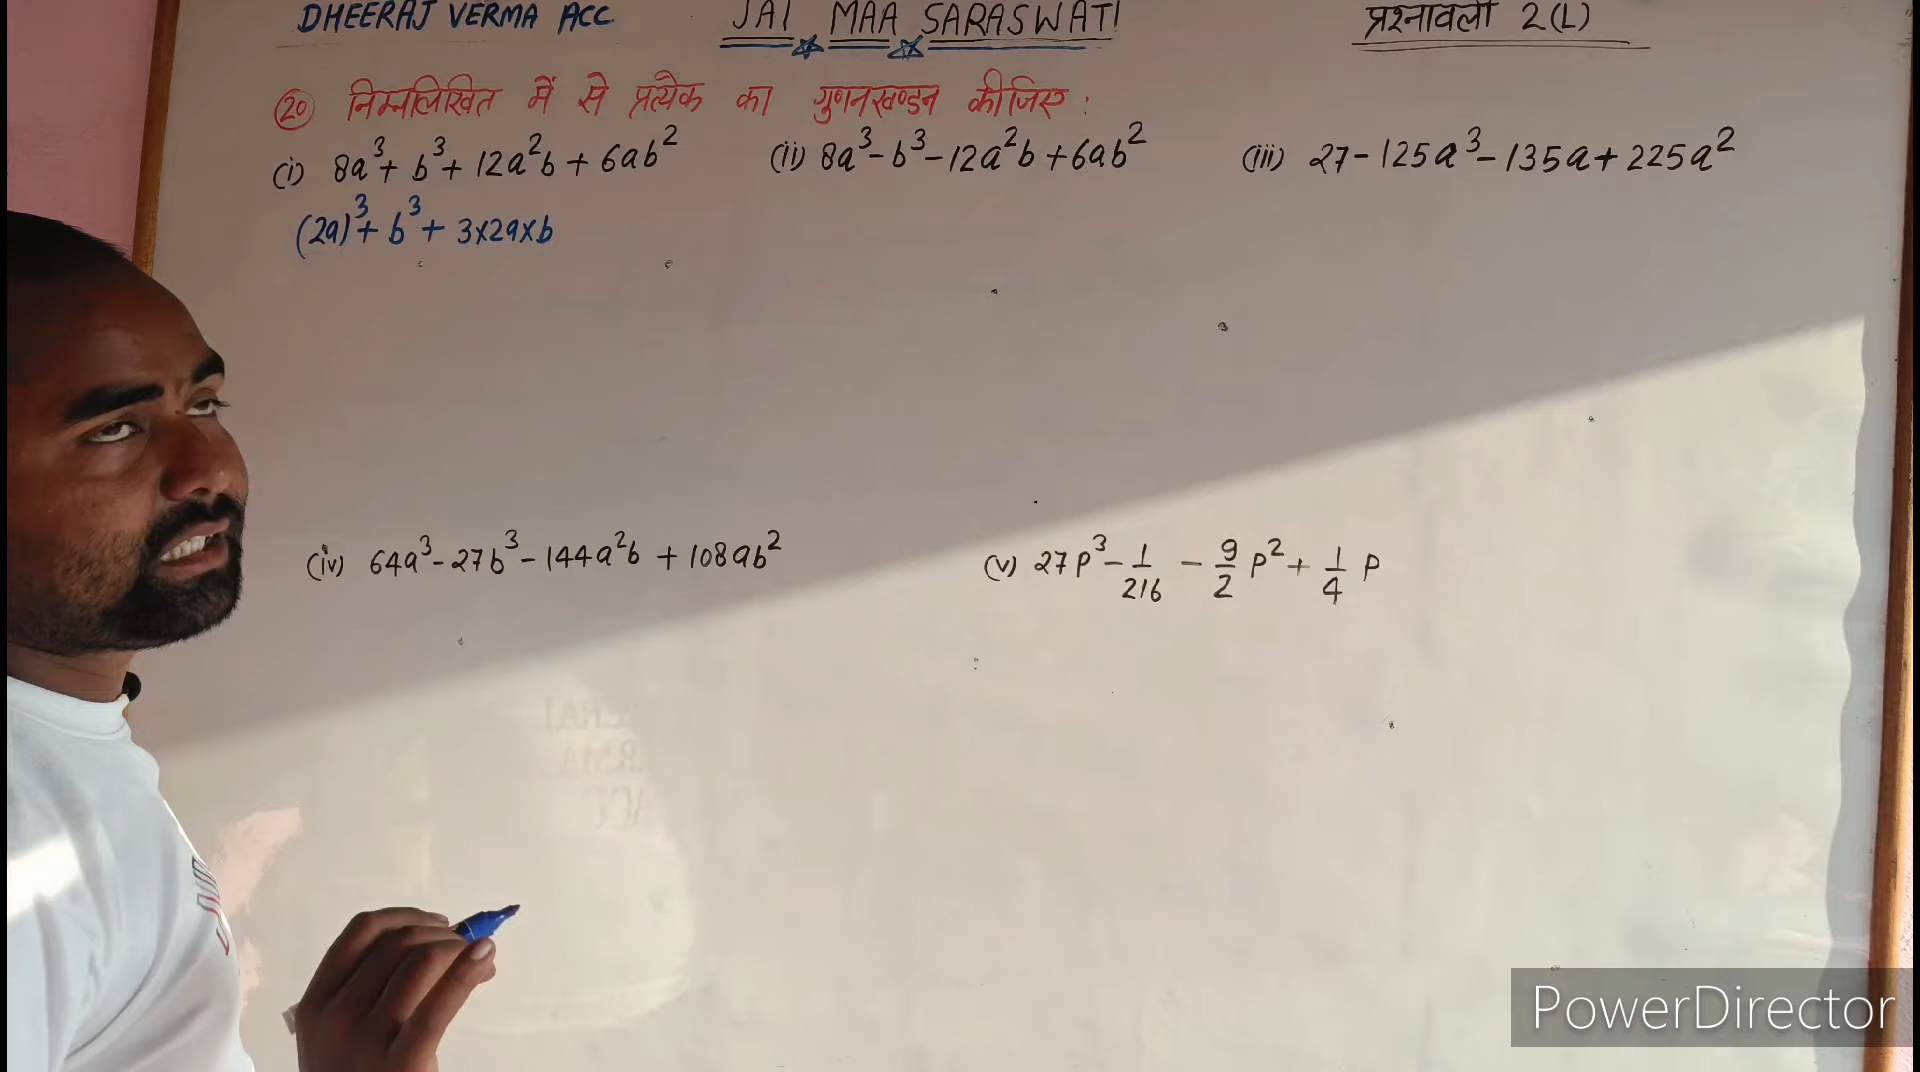 DHEERAJ VERMA ACC.
JAI MAA SARASWATI
प्रश्नावली 2(L)
(20) निम्नलिखित में से प्रत्येक का गुणनखण्डन कीजिए :
(i) 8a³ + b³ + 12a²b + 6ab²
(ii) 8a³ - b³ - 12a²b + 6ab²
(iii) 27 - 125a³ - 135a + 225a²
(2a)³ + b³ + 3×2a×b
(iv) 64a³ - 27b³ - 144a²b + 108ab²
(v) 27p³ - 1/216 - 9/2 p² + 1/4 p
PowerDirector